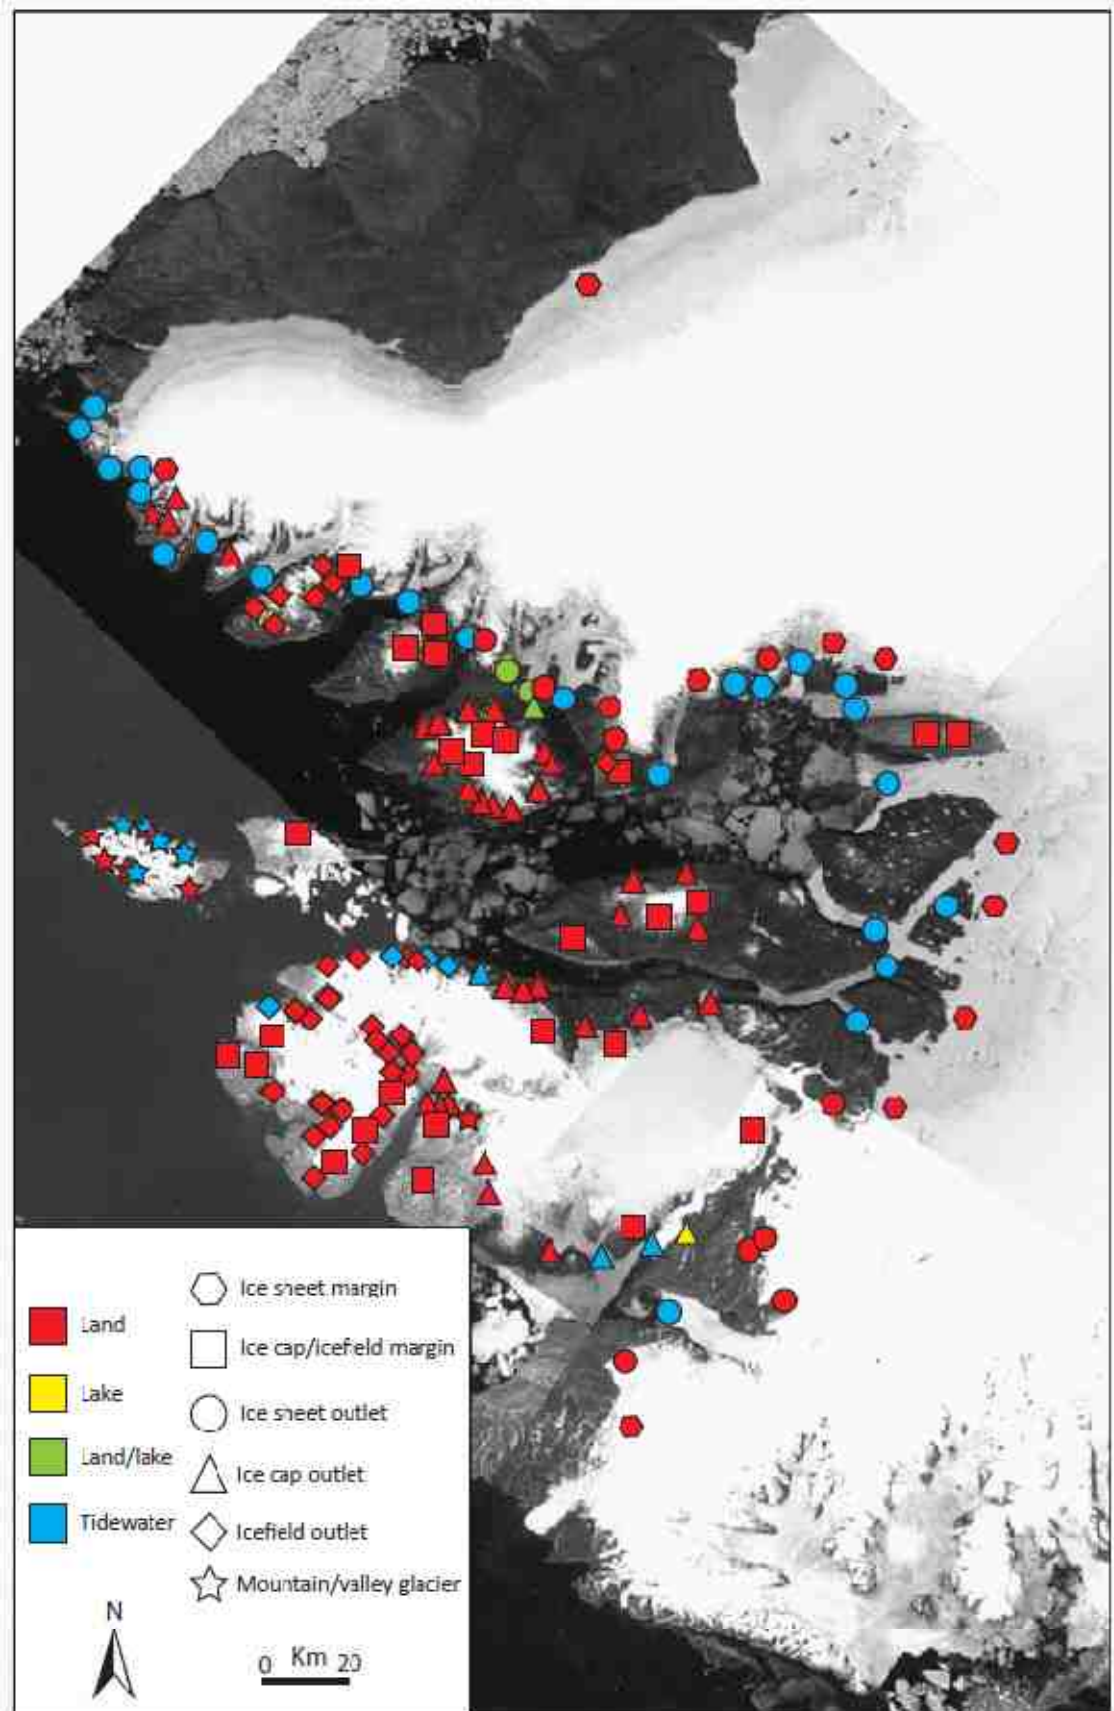 Land
Lake
Land/lake
Tidewater
Ice sheet margin
Ice cap/icefield margin
Ice sheet outlet
Ice cap outlet
Icefield outlet
Mountain/valley glacier
N
0 Km 20